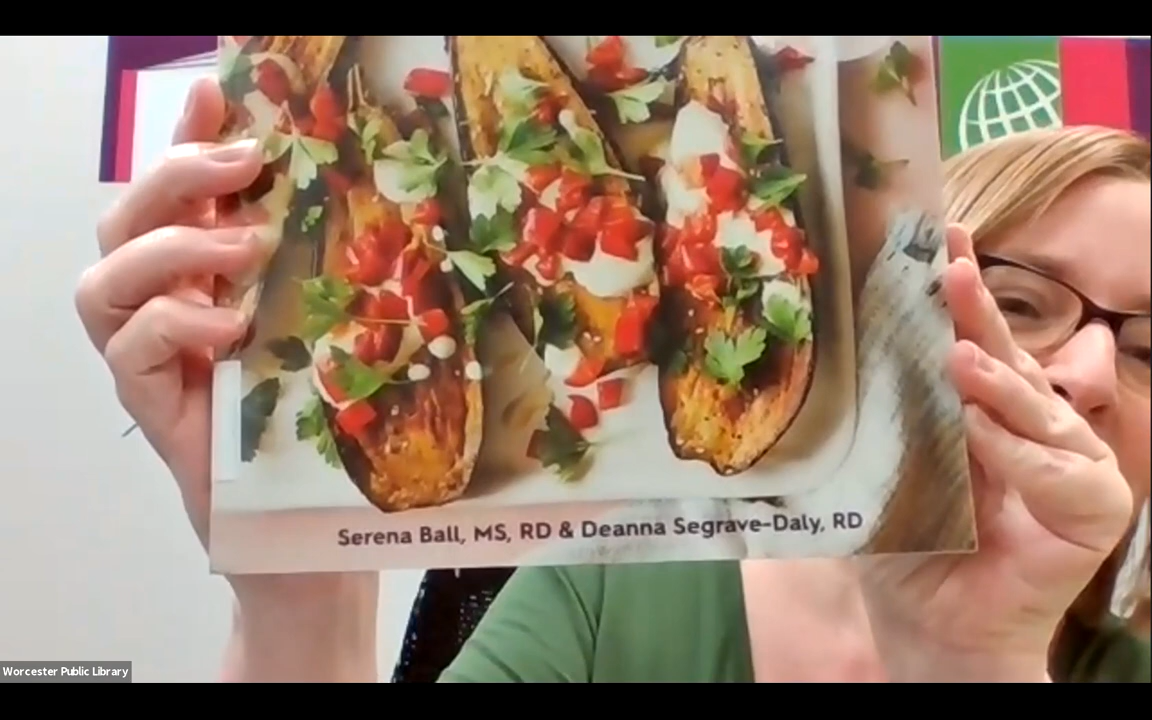 Serena Ball, MS, RD & Deanna Segrave-Daly, RD
Worcester Public Library